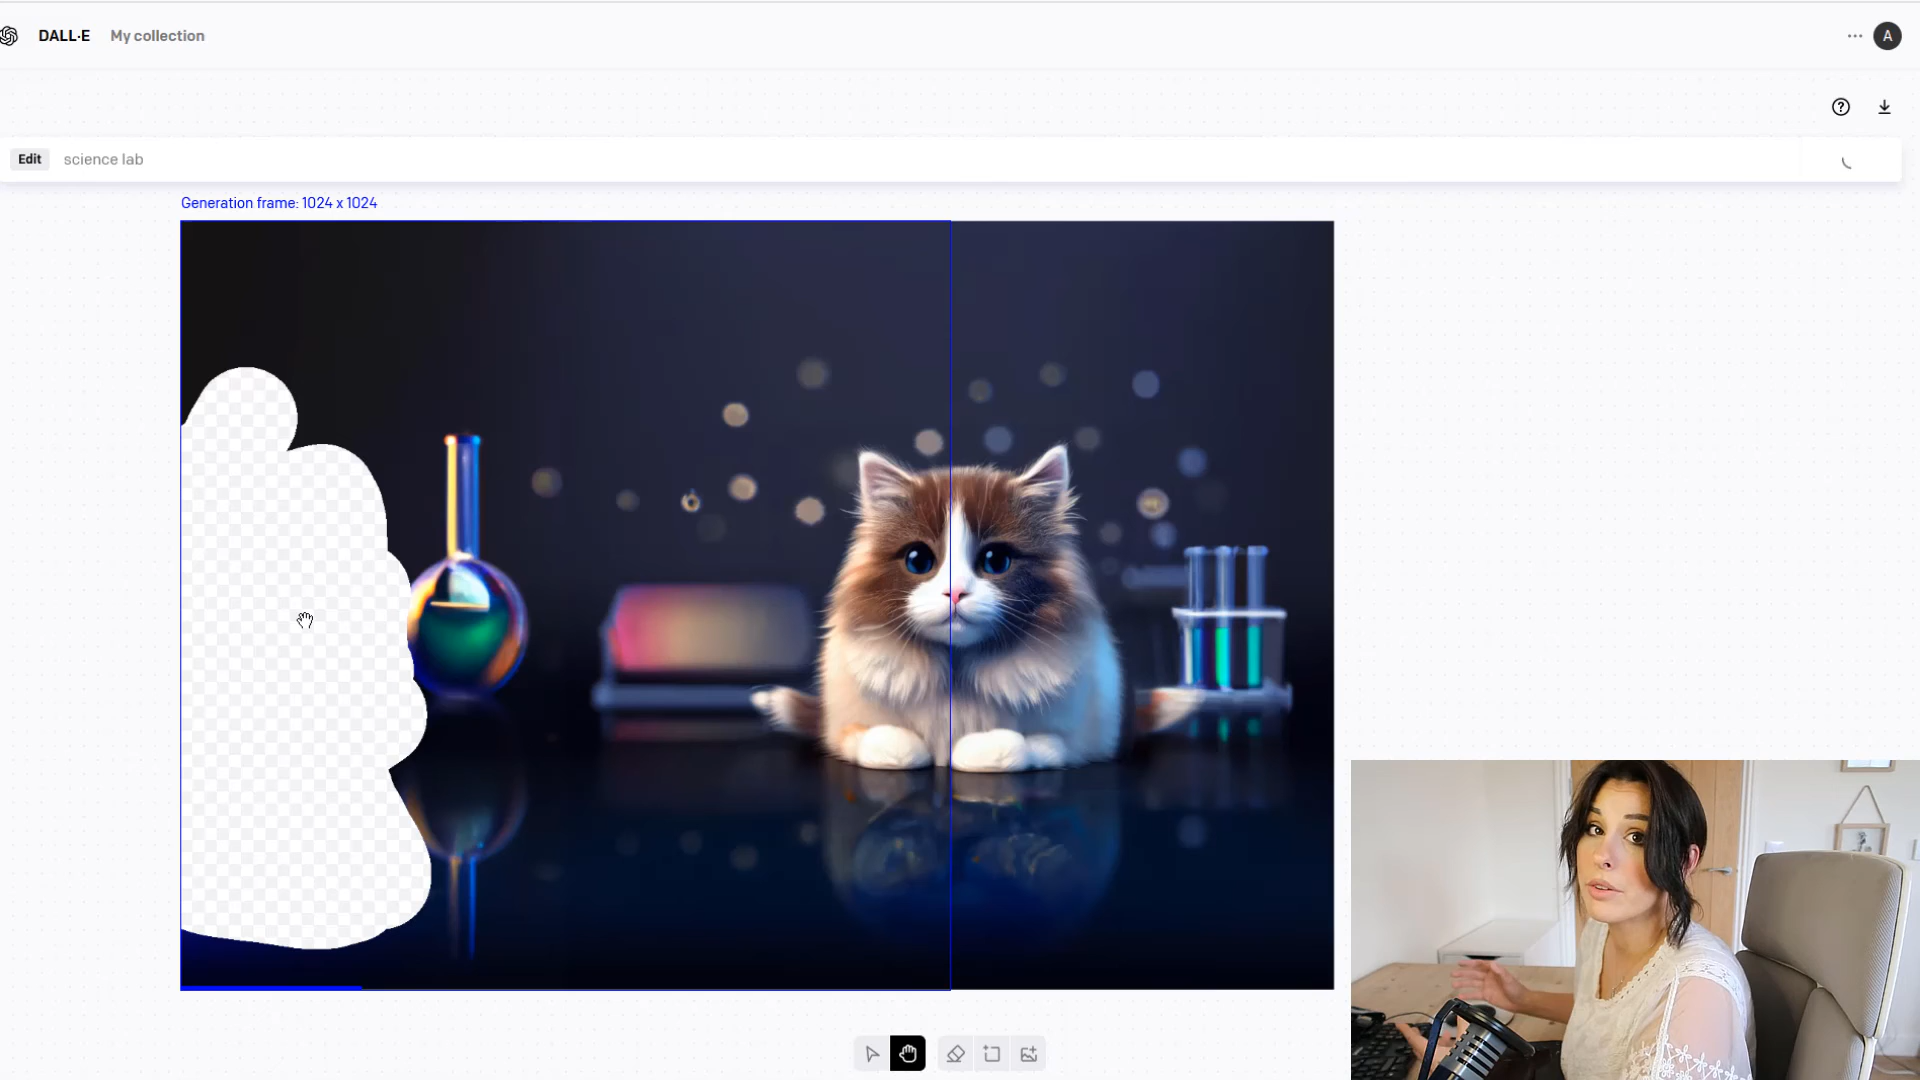 DALL·E My collection
A
Edit science lab
Generation frame: 1024 x 1024